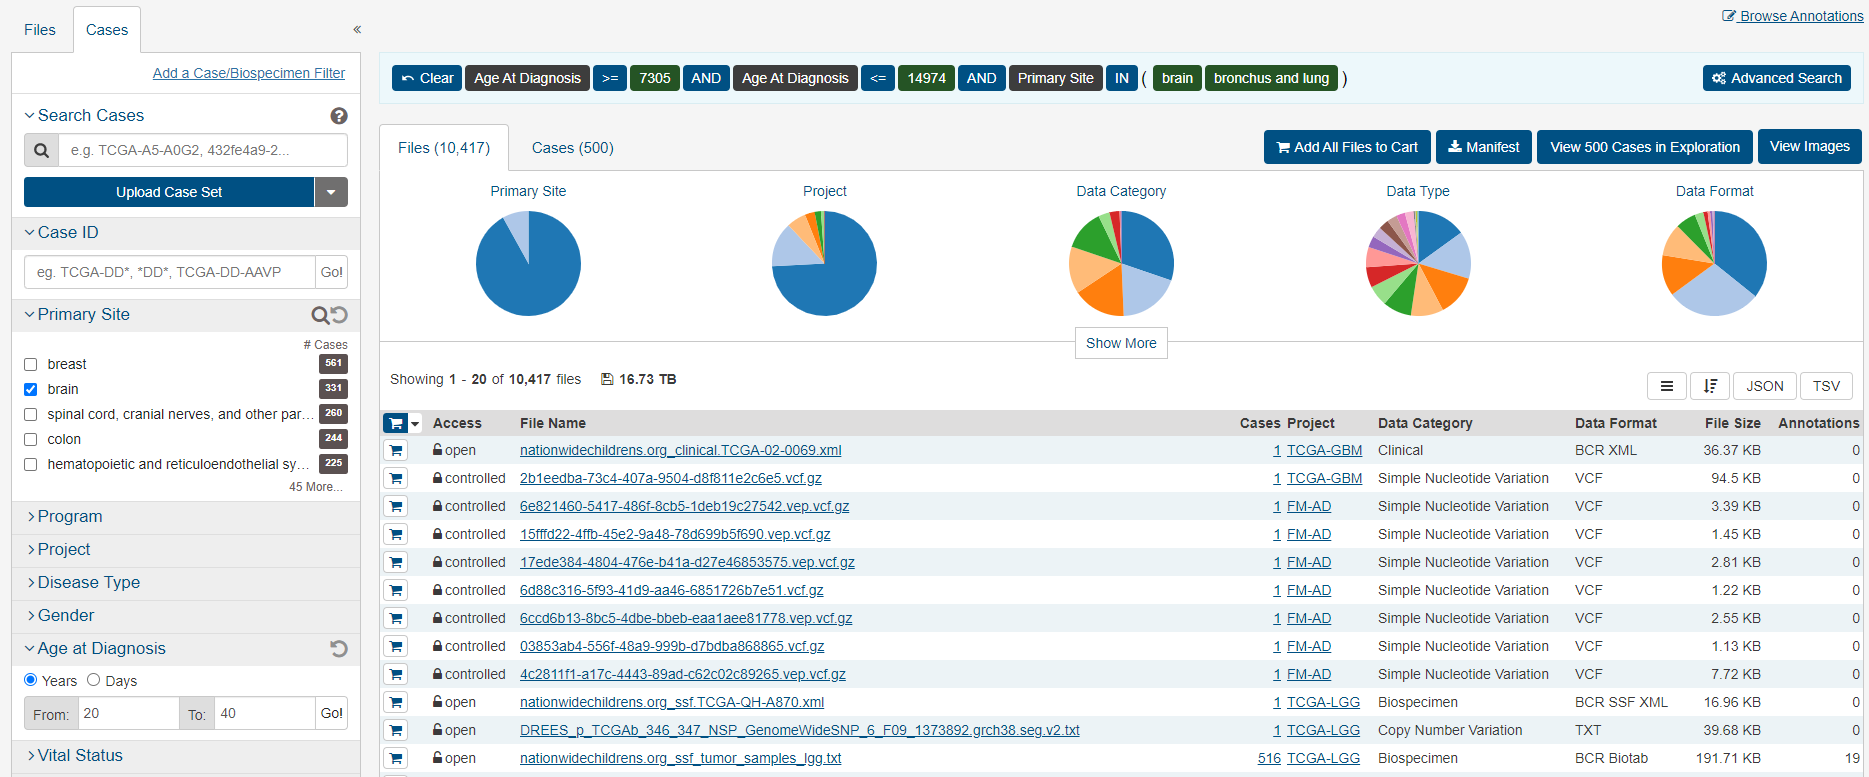 Files
Cases
«
Browse Annotations
Add a Case/Biospecimen Filter
Search Cases
?
e.g. TCGA-A5-A0G2, 432fe4a9-2...
Upload Case Set
Case ID
eg. TCGA-DD*, *DD*, TCGA-DD-AAVP Go!
Primary Site
# Cases
breast 561
brain 331
spinal cord, cranial nerves, and other par... 260
colon 244
hematopoietic and reticuloendothelial sy... 225
45 More...
Program
Project
Disease Type
Gender
Age at Diagnosis
Years Days
From: 20 To: 40 Go!
Vital Status
Clear Age At Diagnosis >= 7305 AND Age At Diagnosis <= 14974 AND Primary Site IN ( brain bronchus and lung )
Advanced Search
Files (10,417) Cases (500)
Add All Files to Cart Manifest View 500 Cases in Exploration View Images
Primary Site Project Data Category Data Type Data Format
Show More
Showing 1 - 20 of 10,417 files 16.73 TB
JSON TSV
Access File Name Cases Project Data Category Data Format File Size Annotations
open nationwidechildrens.org_clinical.TCGA-02-0069.xml 1 TCGA-GBM Clinical BCR XML 36.37 KB 0
controlled 2b1eedba-73c4-407a-9504-d8f811e2c6e5.vcf.gz 1 TCGA-GBM Simple Nucleotide Variation VCF 94.5 KB 0
controlled 6e821460-5417-486f-8cb5-1deb19c27542.vep.vcf.gz 1 FM-AD Simple Nucleotide Variation VCF 3.39 KB 0
controlled 15fffd22-4ffb-45e2-9a48-78d699b5f690.vep.vcf.gz 1 FM-AD Simple Nucleotide Variation VCF 1.45 KB 0
controlled 17ede384-4804-476e-b41a-d27e46853575.vep.vcf.gz 1 FM-AD Simple Nucleotide Variation VCF 2.81 KB 0
controlled 6d88c316-5f93-41d9-aa46-6851726b7e51.vcf.gz 1 FM-AD Simple Nucleotide Variation VCF 1.22 KB 0
controlled 6ccd6b13-8bc5-4dbe-bbeb-eaa1aee81778.vep.vcf.gz 1 FM-AD Simple Nucleotide Variation VCF 2.55 KB 0
controlled 03853ab4-556f-48a9-999b-d7bdba868865.vcf.gz 1 FM-AD Simple Nucleotide Variation VCF 1.13 KB 0
controlled 4c2811f1-a17c-4443-89ad-c62c02c89265.vep.vcf.gz 1 FM-AD Simple Nucleotide Variation VCF 7.72 KB 0
open nationwidechildrens.org_ssf.TCGA-QH-A870.xml 1 TCGA-LGG Biospecimen BCR SSF XML 16.96 KB 0
open DREES_p_TCGAb_346_347_NSP_GenomeWideSNP_6_F09_1373892.grch38.seg.v2.txt 1 TCGA-LGG Copy Number Variation TXT 39.68 KB 0
open nationwidechildrens.org_ssf_tumor_samples_lgg.txt 516 TCGA-LGG Biospecimen BCR Biotab 191.71 KB 19